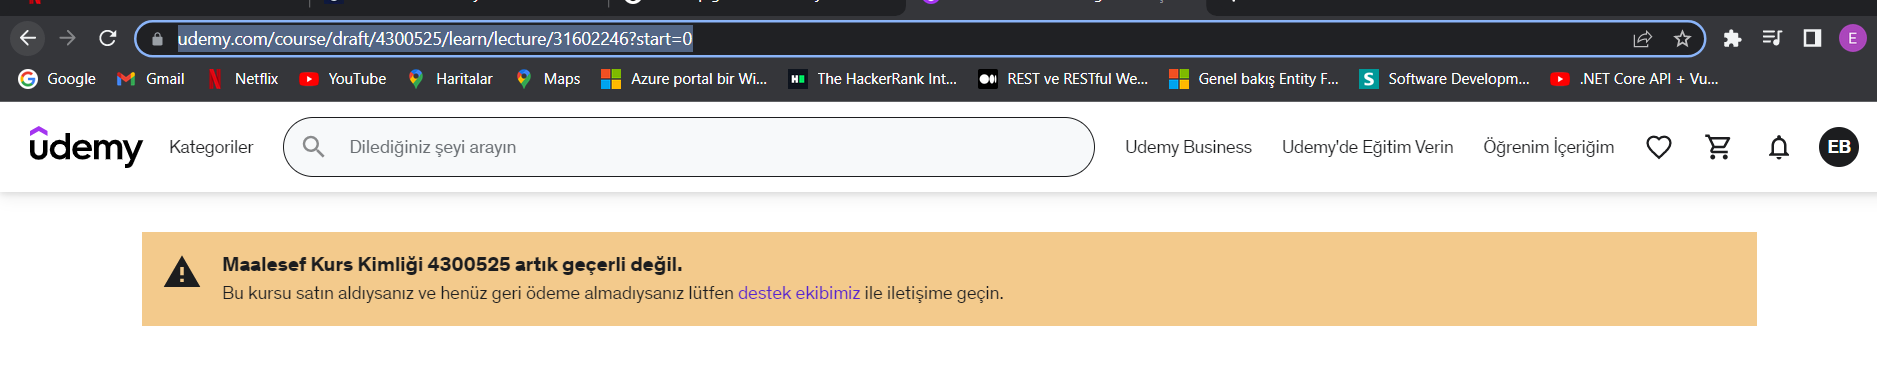 udemy.com/course/draft/4300525/learn/lecture/31602246?start=0
E
Google Gmail Netflix YouTube Haritalar Maps Azure portal bir Wi... The HackerRank Int... REST ve RESTful We... Genel bakış Entity F... Software Developm... .NET Core API + Vu...
udemy Kategoriler Dilediğiniz şeyi arayın Udemy Business Udemy'de Eğitim Verin Öğrenim İçeriğim EB
Maalesef Kurs Kimliği 4300525 artık geçerli değil.
Bu kursu satın aldıysanız ve henüz geri ödeme almadıysanız lütfen destek ekibimiz ile iletişime geçin.